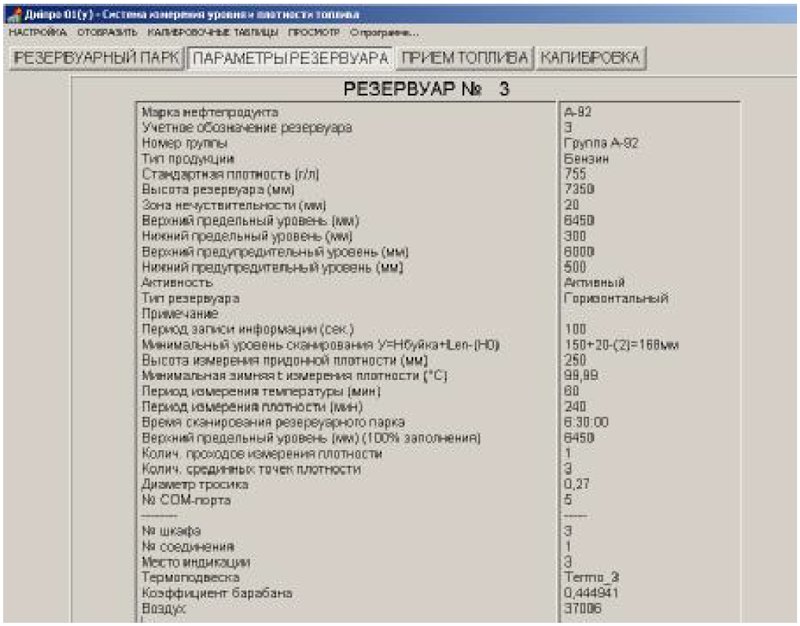 Дніпро 01(у) - Система измерения уровня и плотности топлива
НАСТРОЙКА ОТОБРАЗИТЬ КАЛИБРОВОЧНЫЕ ТАБЛИЦЫ ПРОСМОТР О программе...
РЕЗЕРВУАРНЫЙ ПАРК ПАРАМЕТРЫ РЕЗЕРВУАРА ПРИЕМ ТОПЛИВА КАЛИБРОВКА
РЕЗЕРВУАР № 3
Марка нефтепродукта А-92
Учетное обозначение резервуара 3
Номер группы Группа А-92
Тип продукции Бензин
Стандартная плотность (г/л) 755
Высота резервуара (мм) 7350
Зона нечуствительности (мм) 20
Верхний предельный уровень (мм) 6450
Нижний предельный уровень (мм) 300
Верхний предупредительный уровень (мм) 6000
Нижний предупредительный уровень (мм) 500
Активность Активный
Тип резервуара Горизонтальный
Примечание
Период записи информации (сек.) 100
Минимальный уровень сканирования У=Нбуйка+Len-(Н0) 150+20-(2)=168мм
Высота измерения придонной плотности (мм) 250
Минимальная зимняя t измерения плотности (°С) 99,99
Период измерения температуры (мин) 60
Период измерения плотности (мин) 240
Время сканирования резервуарного парка 6:30:00
Верхний предельный уровень (мм) (100% заполнения) 6450
Колич. проходов измерения плотности 1
Колич. срединных точек плотности 3
Диаметр тросика 0,27
№ СОМ-порта 5
-------- -----
№ шкафа 3
№ соединения 1
Место индикации 3
Термоподвеска Termo_3
Коэффициент барабана 0,444941
Воздух 37006